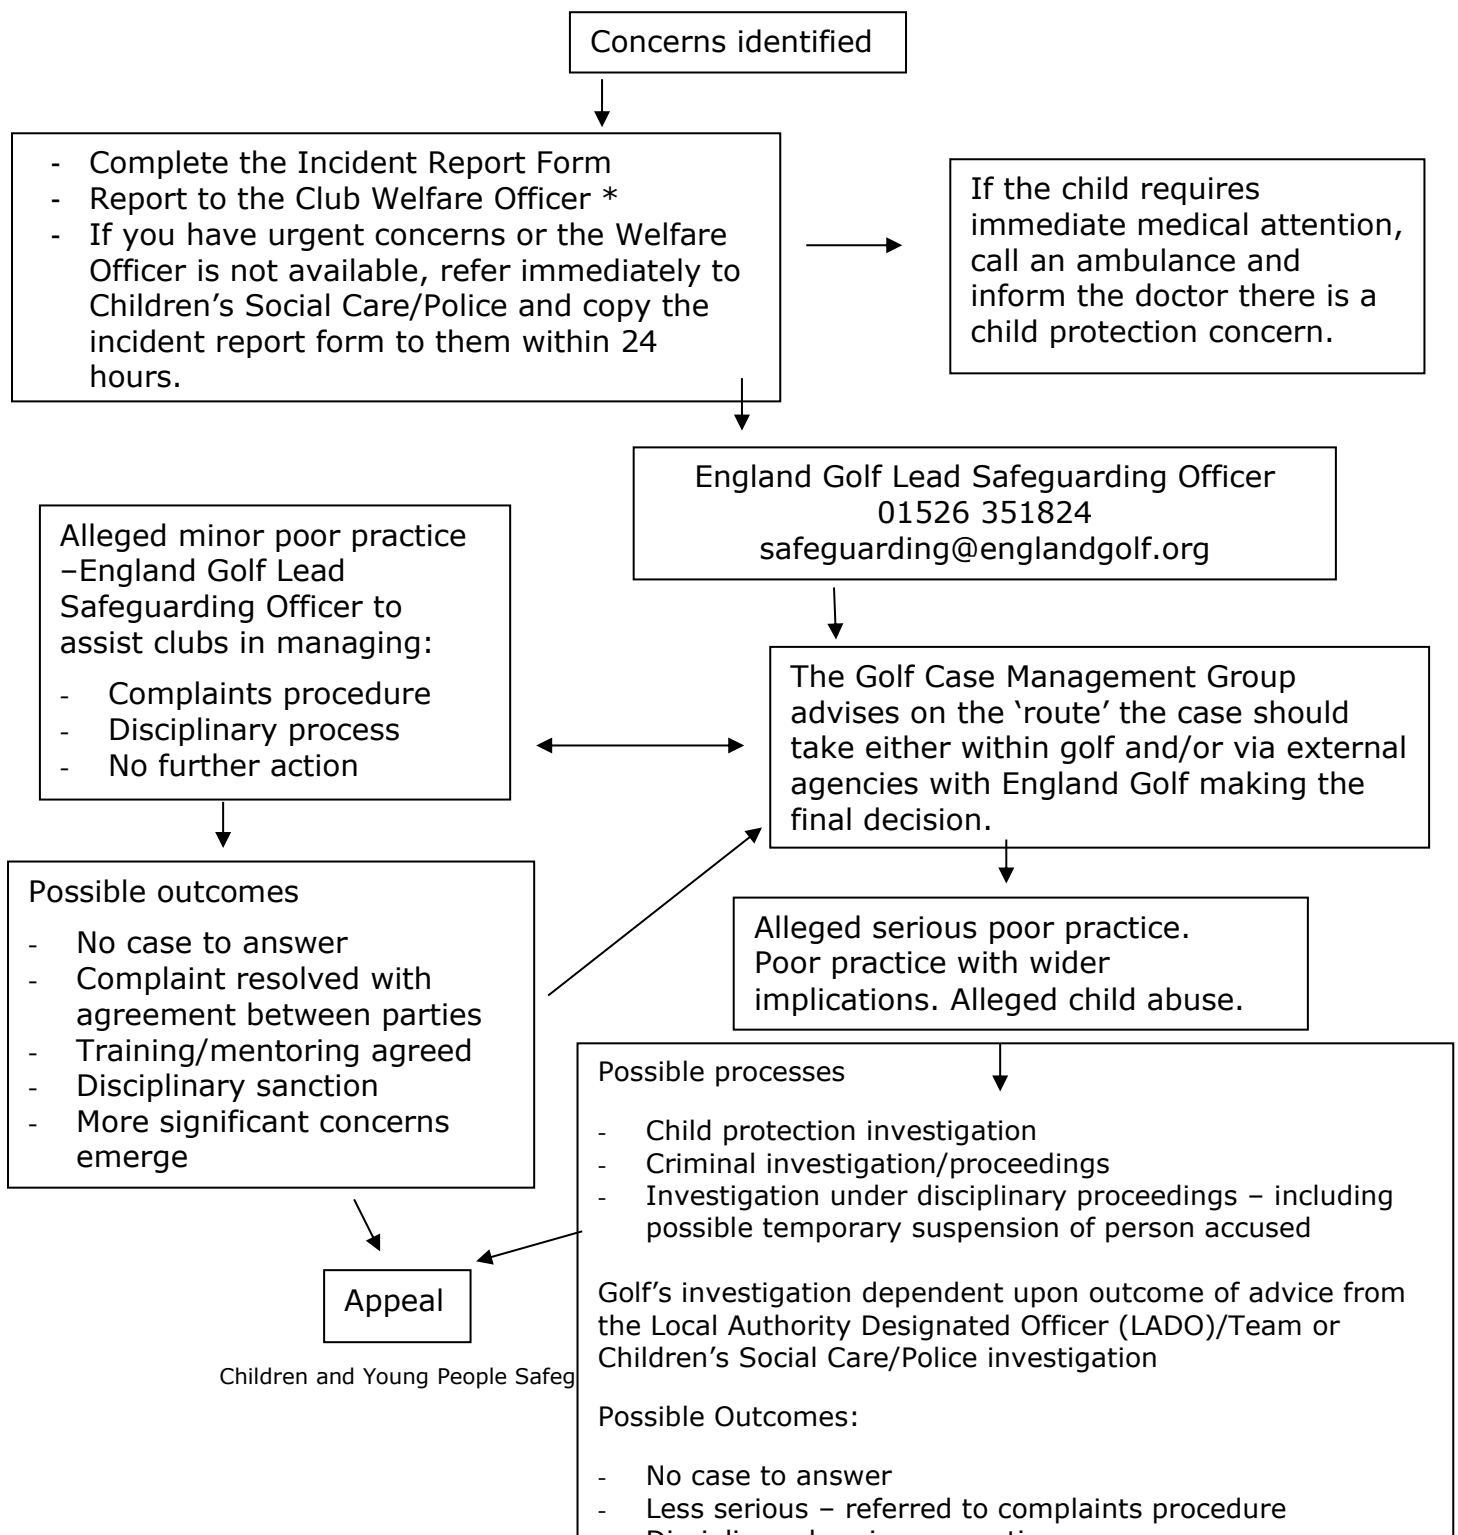 Concerns identified
- Complete the Incident Report Form
- Report to the Club Welfare Officer *
- If you have urgent concerns or the Welfare
Officer is not available, refer immediately to
Children’s Social Care/Police and copy the
incident report form to them within 24
hours.
If the child requires
immediate medical attention,
call an ambulance and
inform the doctor there is a
child protection concern.
England Golf Lead Safeguarding Officer
01526 351824
safeguarding@englandgolf.org
Alleged minor poor practice
–England Golf Lead
Safeguarding Officer to
assist clubs in managing:
- Complaints procedure
- Disciplinary process
- No further action
The Golf Case Management Group
advises on the ‘route’ the case should
take either within golf and/or via external
agencies with England Golf making the
final decision.
Possible outcomes
- No case to answer
- Complaint resolved with
agreement between parties
- Training/mentoring agreed
- Disciplinary sanction
- More significant concerns
emerge
Alleged serious poor practice.
Poor practice with wider
implications. Alleged child abuse.
Possible processes
- Child protection investigation
- Criminal investigation/proceedings
- Investigation under disciplinary proceedings – including
possible temporary suspension of person accused
Golf’s investigation dependent upon outcome of advice from
the Local Authority Designated Officer (LADO)/Team or
Children’s Social Care/Police investigation
Possible Outcomes:
- No case to answer
- Less serious – referred to complaints procedure
Appeal
Children and Young People Safeg